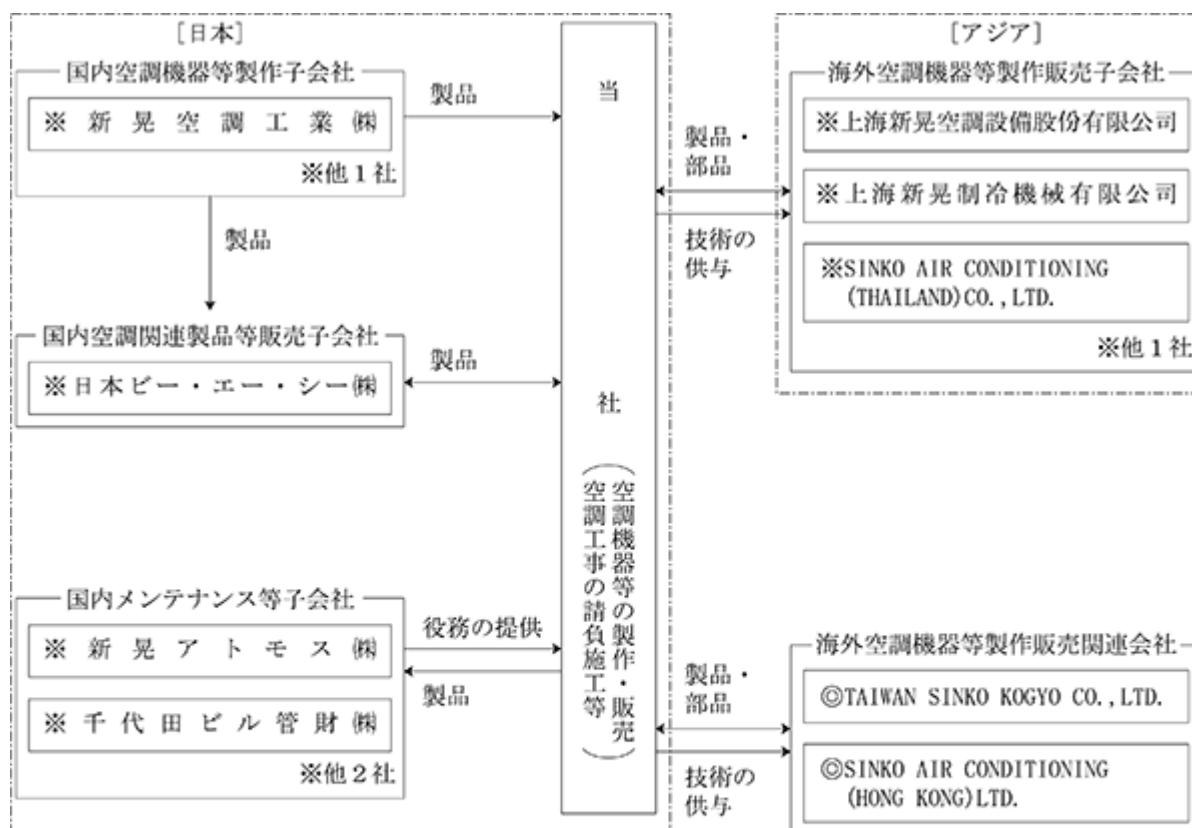 [日本]
国内空調機器等製作子会社
※ 新晃空調工業㈱
※他1社
製品
製品
国内空調関連製品等販売子会社
※日本ビー・エー・シー㈱
製品
国内メンテナンス等子会社
※ 新晃アトモス㈱
※ 千代田ビル管財㈱
※他2社
役務の提供
製品
当社
(空調機器等の製作・販売
空調工事の請負施工等)
製品・
部品
技術の
供与
[アジア]
海外空調機器等製作販売子会社
※上海新晃空調設備股份有限公司
※上海新晃制冷機械有限公司
※SINKO AIR CONDITIONING
(THAILAND)CO.,LTD.
※他1社
製品・
部品
技術の
供与
海外空調機器等製作販売関連会社
◎TAIWAN SINKO KOGYO CO.,LTD.
◎SINKO AIR CONDITIONING
(HONG KONG)LTD.